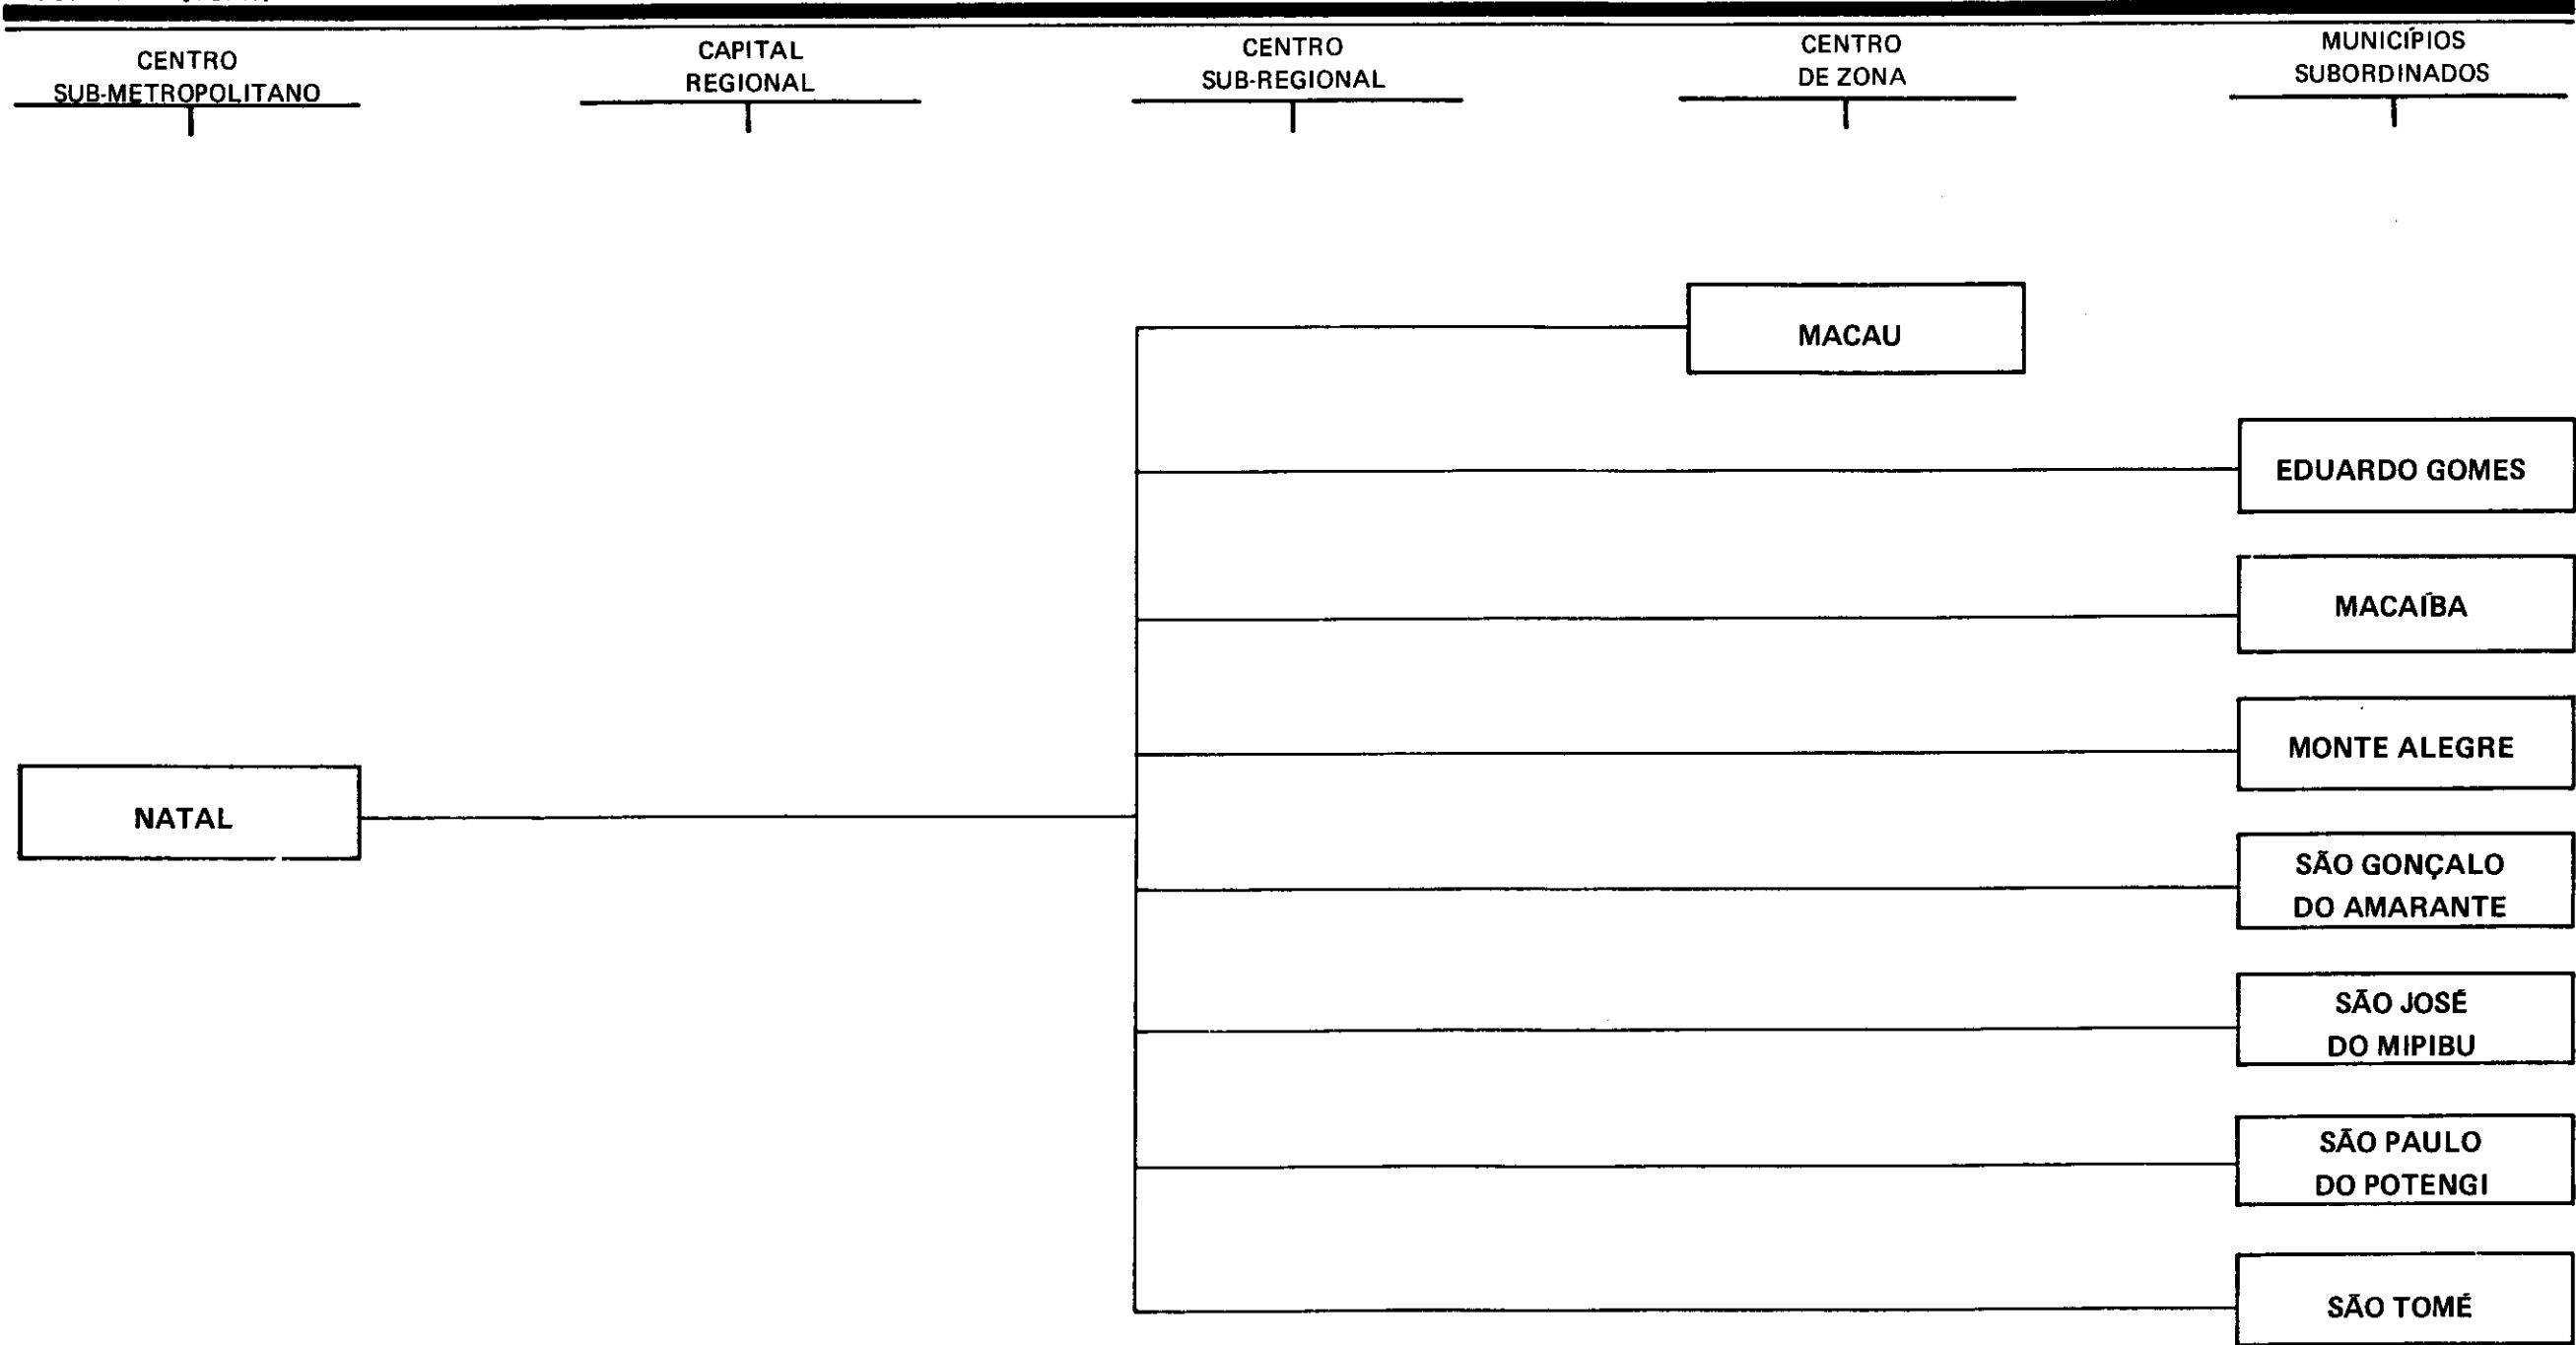 CENTRO
SUB-METROPOLITANO
CAPITAL
REGIONAL
CENTRO
SUB-REGIONAL
CENTRO
DE ZONA
MUNICÍPIOS
SUBORDINADOS
MACAU
EDUARDO GOMES
MACAÍBA
MONTE ALEGRE
NATAL
SÃO GONÇALO
DO AMARANTE
SÃO JOSÉ
DO MIPIBU
SÃO PAULO
DO POTENGI
SÃO TOMÉ